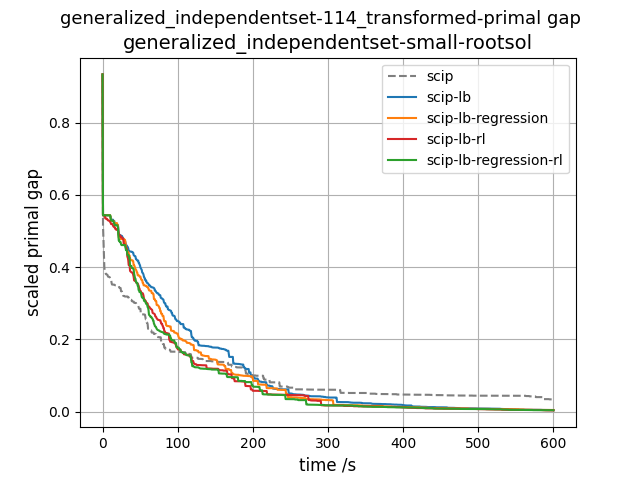 generalized_independentset-114_transformed-primal gap
generalized_independentset-small-rootsol
scip
scip-lb
scip-lb-regression
scip-lb-rl
scip-lb-regression-rl
scaled primal gap
0.8
0.6
0.4
0.2
0.0
0 100 200 300 400 500 600
time /s